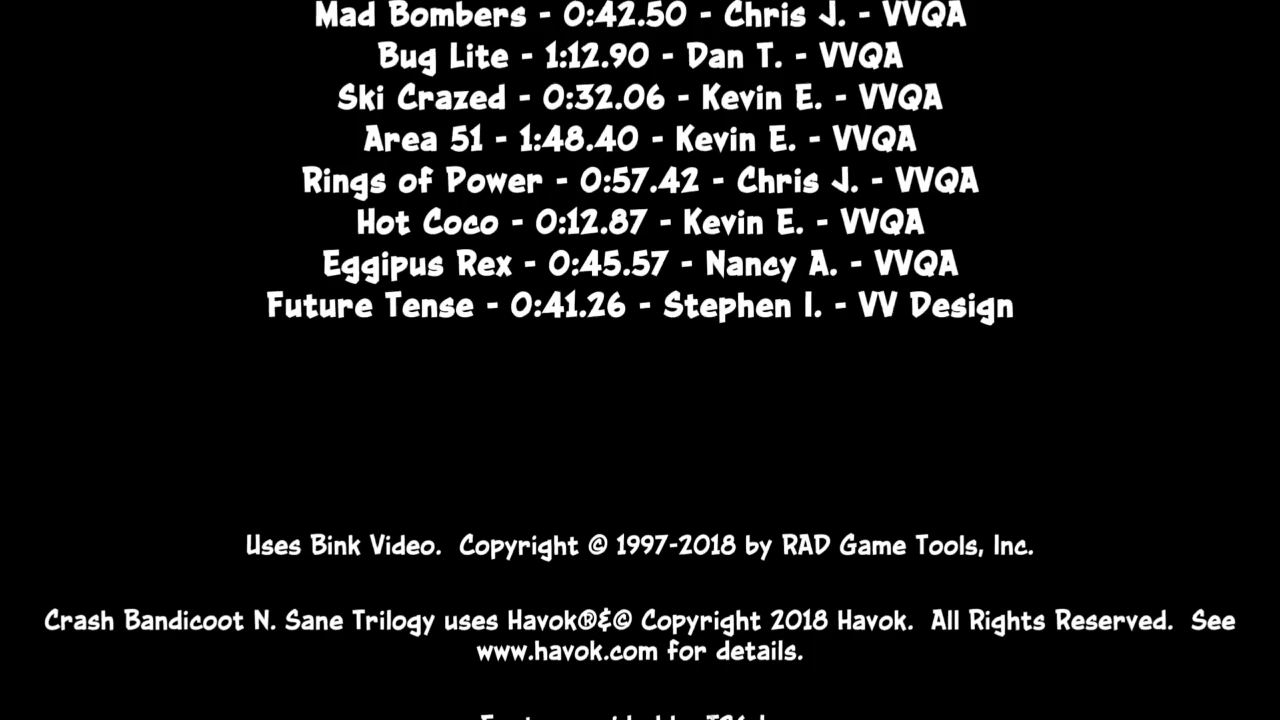 Mad Bombers - 0:42.50 - Chris J. - VVQA
Bug Lite - 1:12.90 - Dan T. - VVQA
Ski Crazed - 0:32.06 - Kevin E. - VVQA
Area 51 - 1:48.40 - Kevin E. - VVQA
Rings of Power - 0:57.42 - Chris J. - VVQA
Hot Coco - 0:12.87 - Kevin E. - VVQA
Eggipus Rex - 0:45.57 - Nancy A. - VVQA
Future Tense - 0:41.26 - Stephen I. - VV Design
Uses Bink Video. Copyright © 1997-2018 by RAD Game Tools, Inc.
Crash Bandicoot N. Sane Trilogy uses Havok®&© Copyright 2018 Havok. All Rights Reserved. See
www.havok.com for details.